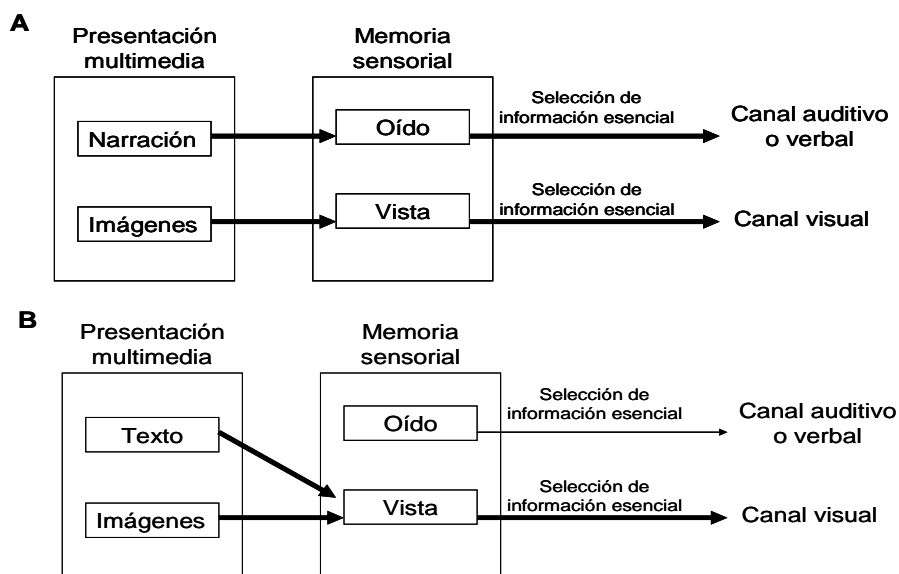 A
Presentación
multimedia
Memoria
sensorial
Narración
Oído
Selección de
información esencial
Canal auditivo
o verbal
Imágenes
Vista
Selección de
información esencial
Canal visual
B
Presentación
multimedia
Memoria
sensorial
Texto
Oído
Selección de
información esencial
Canal auditivo
o verbal
Imágenes
Vista
Selección de
información esencial
Canal visual